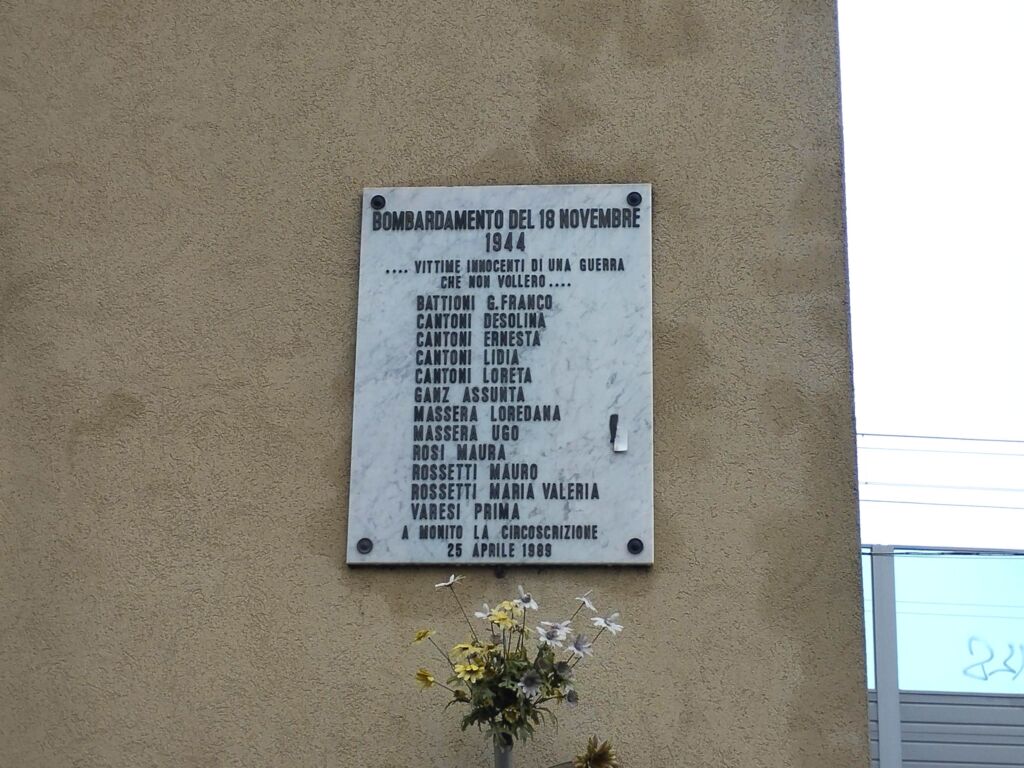 BOMBARDAMENTO DEL 18 NOVEMBRE
1944
.... VITTIME INNOCENTI DI UNA GUERRA
CHE NON VOLLERO ....
BATTIONI G.FRANCO
CANTONI DESOLINA
CANTONI ERNESTA
CANTONI LIDIA
CANTONI LORETA
GANZ ASSUNTA
MASSERA LOREDANA
MASSERA UGO
ROSI MAURA
ROSSETTI MAURO
ROSSETTI MARIA VALERIA
VARESI PRIMA
A MONITO LA CIRCOSCRIZIONE
25 APRILE 1989